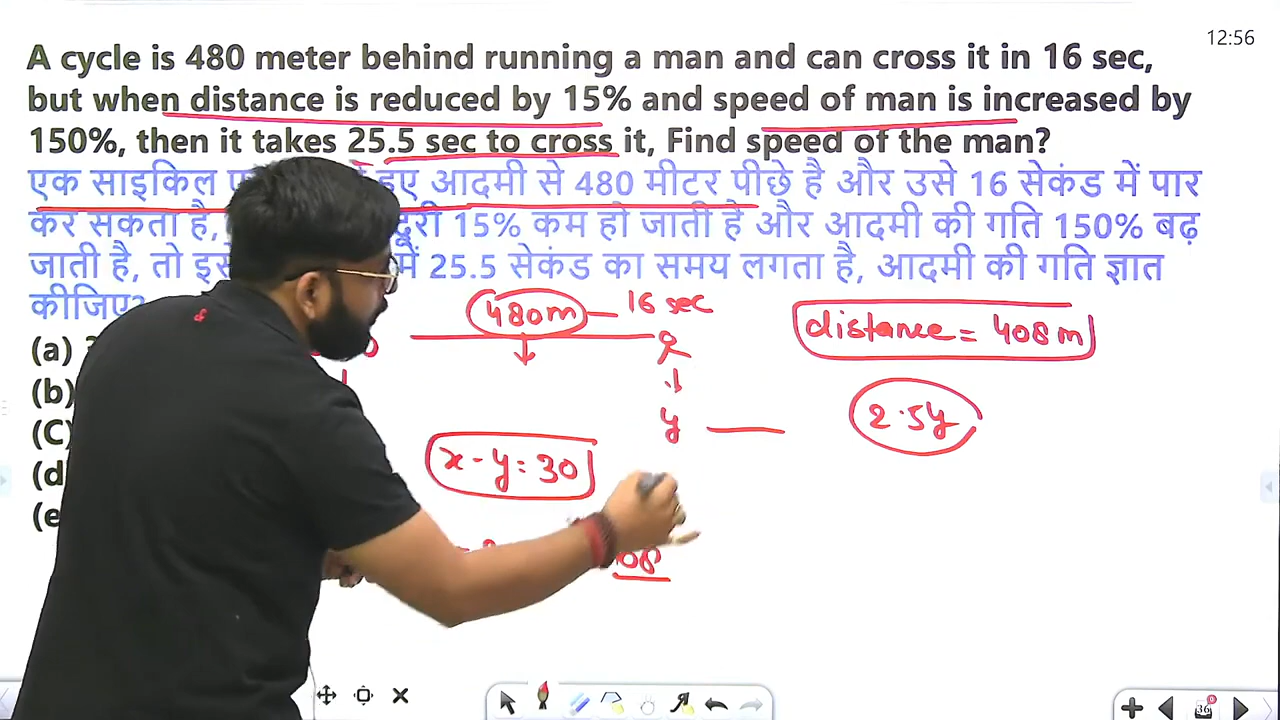 12:56
A cycle is 480 meter behind running a man and can cross it in 16 sec,
but when distance is reduced by 15% and speed of man is increased by
150%, then it takes 25.5 sec to cross it, Find speed of the man?
एक साइकिल हुए आदमी से 480 मीटर पीछे है और उसे 16 सेकंड में पार
कर सकता है, दूरी 15% कम हो जाती है और आदमी की गति 150% बढ़
जाती है, तो में 25.5 सेकंड का समय लगता है, आदमी की गति ज्ञात
कीजिए?
480m — 16 sec
distance = 408m
(a)
(b)
y
2.5y
(C)
x - y = 30
(d
(e
36